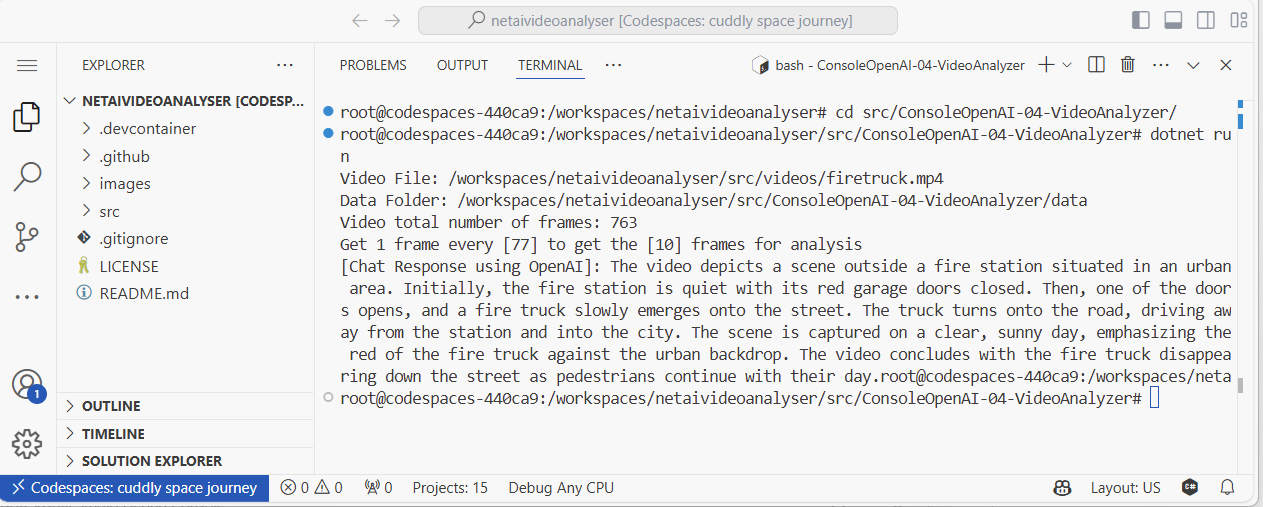 netaivideoanalyser [Codespaces: cuddly space journey]
EXPLORER
NETAIVIDEOANALYSER [CODESP...
.devcontainer
.github
images
src
.gitignore
LICENSE
README.md
OUTLINE
TIMELINE
SOLUTION EXPLORER
1
PROBLEMS OUTPUT TERMINAL
bash - ConsoleOpenAI-04-VideoAnalyzer
root@codespaces-440ca9:/workspaces/netaivideoanalyser# cd src/ConsoleOpenAI-04-VideoAnalyzer/
root@codespaces-440ca9:/workspaces/netaivideoanalyser/src/ConsoleOpenAI-04-VideoAnalyzer# dotnet ru
n
Video File: /workspaces/netaivideoanalyser/src/videos/firetruck.mp4
Data Folder: /workspaces/netaivideoanalyser/src/ConsoleOpenAI-04-VideoAnalyzer/data
Video total number of frames: 763
Get 1 frame every [77] to get the [10] frames for analysis
[Chat Response using OpenAI]: The video depicts a scene outside a fire station situated in an urban
area. Initially, the fire station is quiet with its red garage doors closed. Then, one of the door
s opens, and a fire truck slowly emerges onto the street. The truck turns onto the road, driving aw
ay from the station and into the city. The scene is captured on a clear, sunny day, emphasizing the
red of the fire truck against the urban backdrop. The video concludes with the fire truck disappea
ring down the street as pedestrians continue with their day.root@codespaces-440ca9:/workspaces/neta
root@codespaces-440ca9:/workspaces/netaivideoanalyser/src/ConsoleOpenAI-04-VideoAnalyzer#
Codespaces: cuddly space journey 0 0 0 Projects: 15 Debug Any CPU Layout: US C#